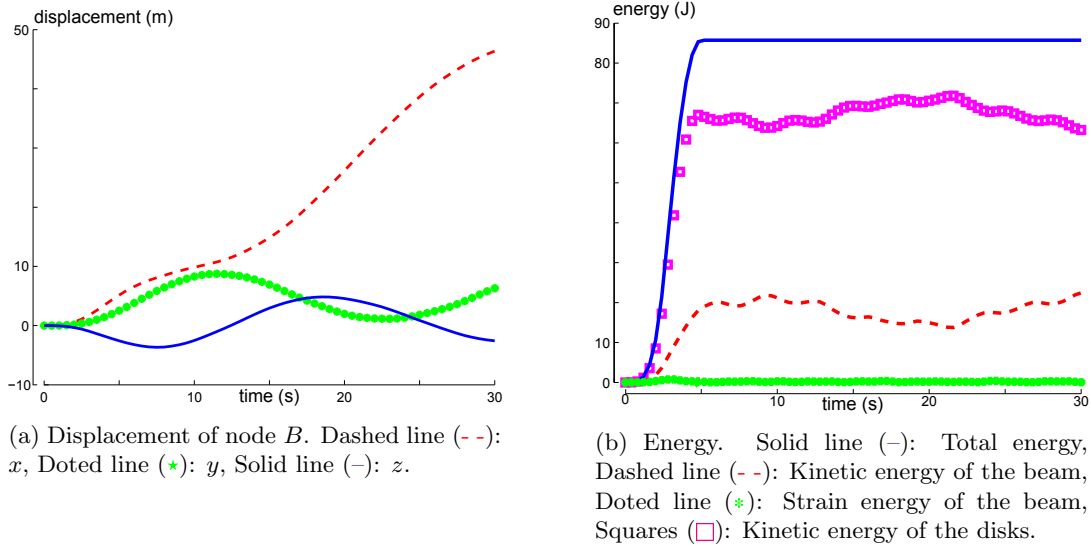 displacement (m)
50
10
0
−10
0
10
20
30
time (s)
(a) Displacement of node B. Dashed line (- -):
x, Doted line (⋆): y, Solid line (–): z.
energy (J)
90
80
10
0
0
10
20
30
time (s)
(b) Energy. Solid line (–): Total energy,
Dashed line (- -): Kinetic energy of the beam,
Doted line (*): Strain energy of the beam,
Squares (□): Kinetic energy of the disks.